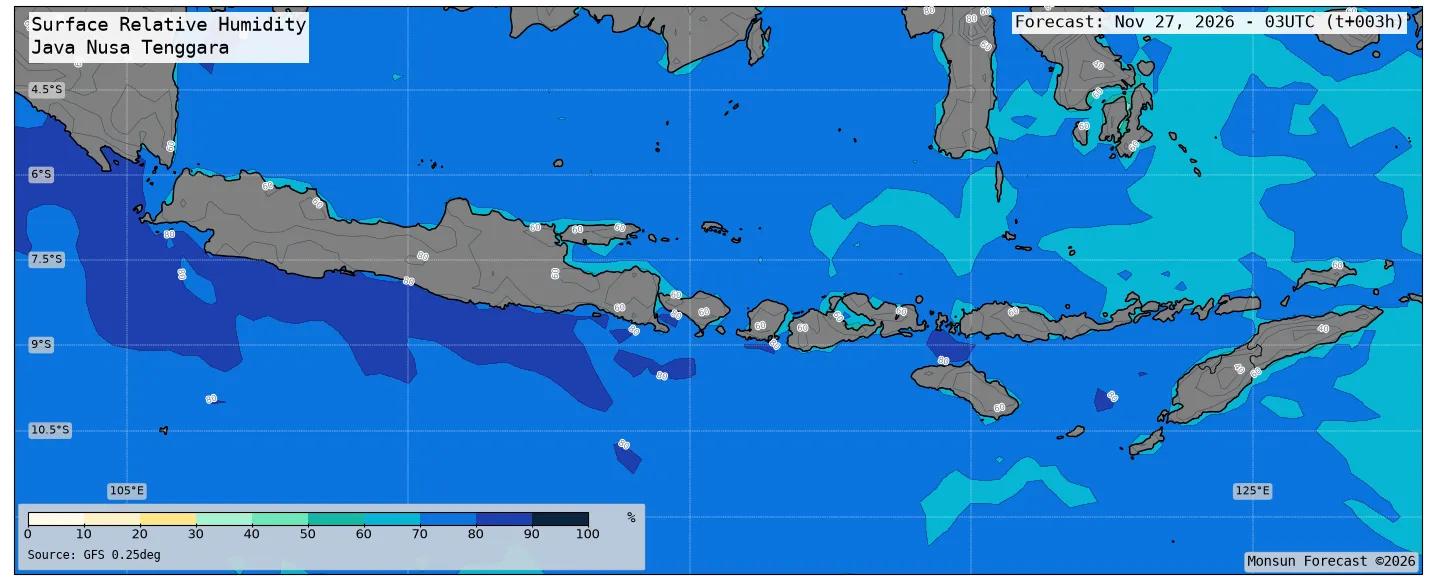 Surface Relative Humidity
Java Nusa Tenggara
Forecast: Nov 27, 2026 - 03UTC (t+003h)
4.5°S
6°S
7.5°S
9°S
10.5°S
105°E
125°E
0 10 20 30 40 50 60 70 80 90 100
%
Source: GFS 0.25deg
Monsun Forecast ©2026